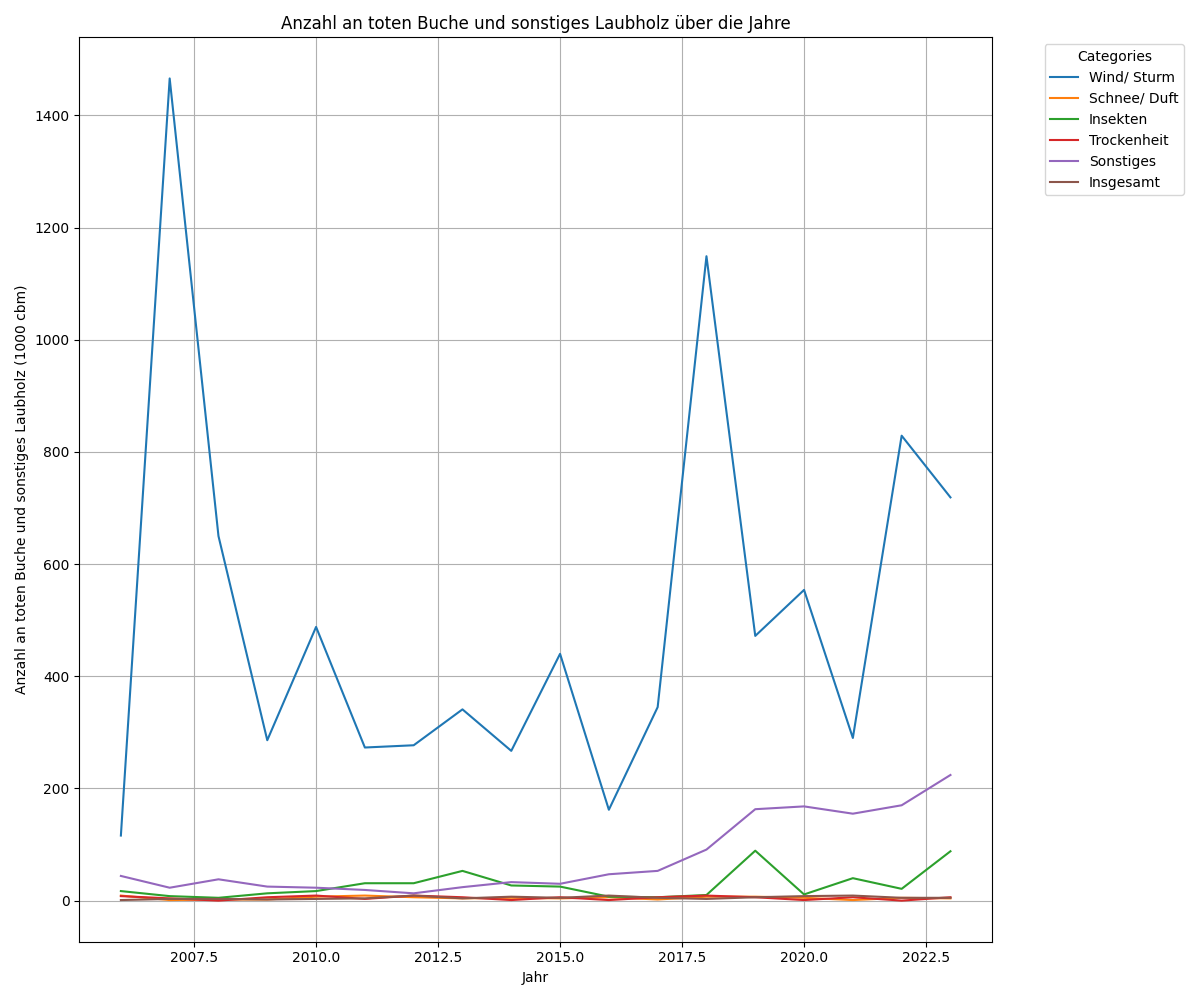 Anzahl an toten Buche und sonstiges Laubholz über die Jahre
Categories
Wind/ Sturm
Schnee/ Duft
Insekten
Trockenheit
Sonstiges
Insgesamt
Anzahl an toten Buche und sonstiges Laubholz (1000 cbm)
1400
1200
1000
800
600
400
200
0
2007.5 2010.0 2012.5 2015.0 2017.5 2020.0 2022.5
Jahr